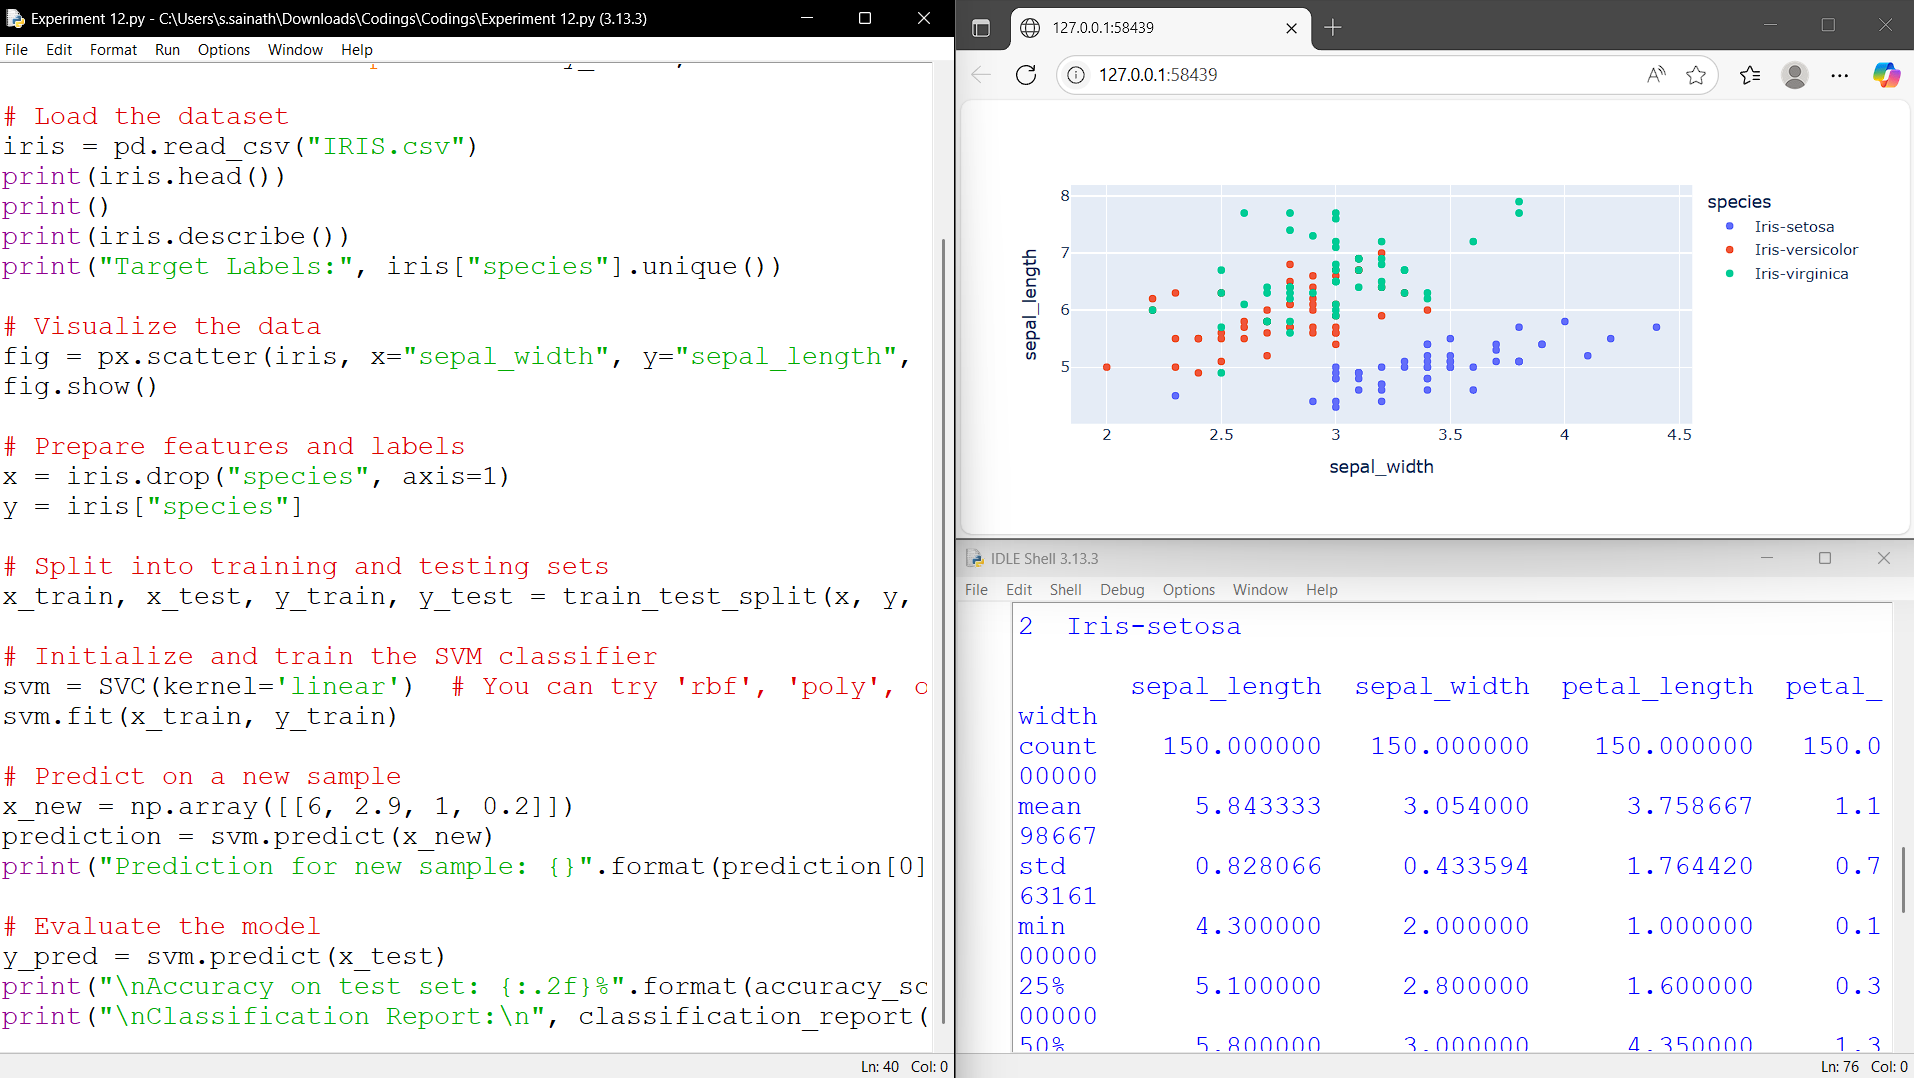 Experiment 12.py - C:\Users\s.sainath\Downloads\Codings\Codings\Experiment 12.py (3.13.3)
File Edit Format Run Options Window Help
# Load the dataset
iris = pd.read_csv("IRIS.csv")
print(iris.head())
print()
print(iris.describe())
print("Target Labels:", iris["species"].unique())
# Visualize the data
fig = px.scatter(iris, x="sepal_width", y="sepal_length",
fig.show()
# Prepare features and labels
x = iris.drop("species", axis=1)
y = iris["species"]
# Split into training and testing sets
x_train, x_test, y_train, y_test = train_test_split(x, y,
# Initialize and train the SVM classifier
svm = SVC(kernel='linear')  # You can try 'rbf', 'poly', o
svm.fit(x_train, y_train)
# Predict on a new sample
x_new = np.array([[6, 2.9, 1, 0.2]])
prediction = svm.predict(x_new)
print("Prediction for new sample: {}".format(prediction[0]
# Evaluate the model
y_pred = svm.predict(x_test)
print("\nAccuracy on test set: {:.2f}%".format(accuracy_sc
print("\nClassification Report:\n", classification_report(
Ln: 40 Col: 0
127.0.0.1:58439
127.0.0.1:58439
8
7
6
5
sepal_length
2 2.5 3 3.5 4 4.5
sepal_width
species
Iris-setosa
Iris-versicolor
Iris-virginica
IDLE Shell 3.13.3
File Edit Shell Debug Options Window Help
2  Iris-setosa
sepal_length  sepal_width  petal_length  petal_
width
count    150.000000   150.000000    150.000000   150.0
00000
mean       5.843333     3.054000      3.758667     1.1
98667
std        0.828066     0.433594      1.764420     0.7
63161
min        4.300000     2.000000      1.000000     0.1
00000
25%        5.100000     2.800000      1.600000     0.3
00000
50%        5.800000     3.000000      4.350000     1.3
Ln: 76 Col: 0